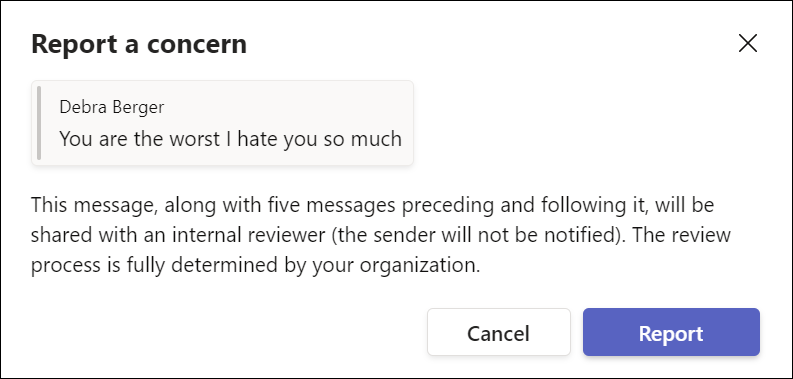 Report a concern
Debra Berger
You are the worst I hate you so much
This message, along with five messages preceding and following it, will be
shared with an internal reviewer (the sender will not be notified). The review
process is fully determined by your organization.
Cancel
Report